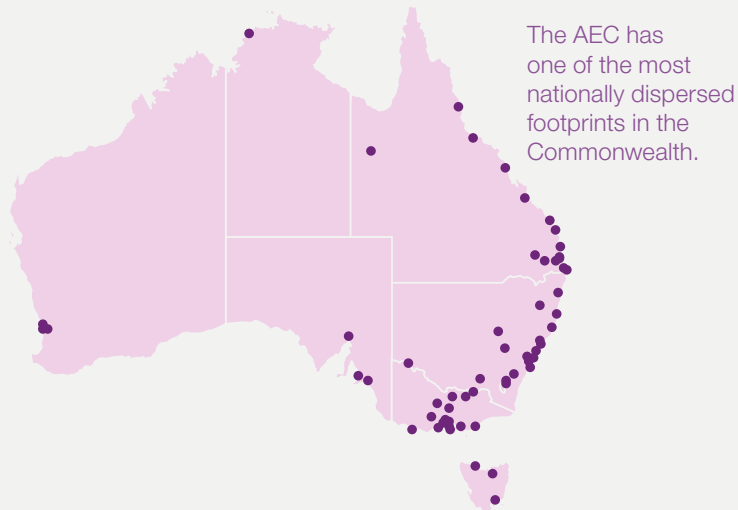 The AEC has
one of the most
nationally dispersed
footprints in the
Commonwealth.